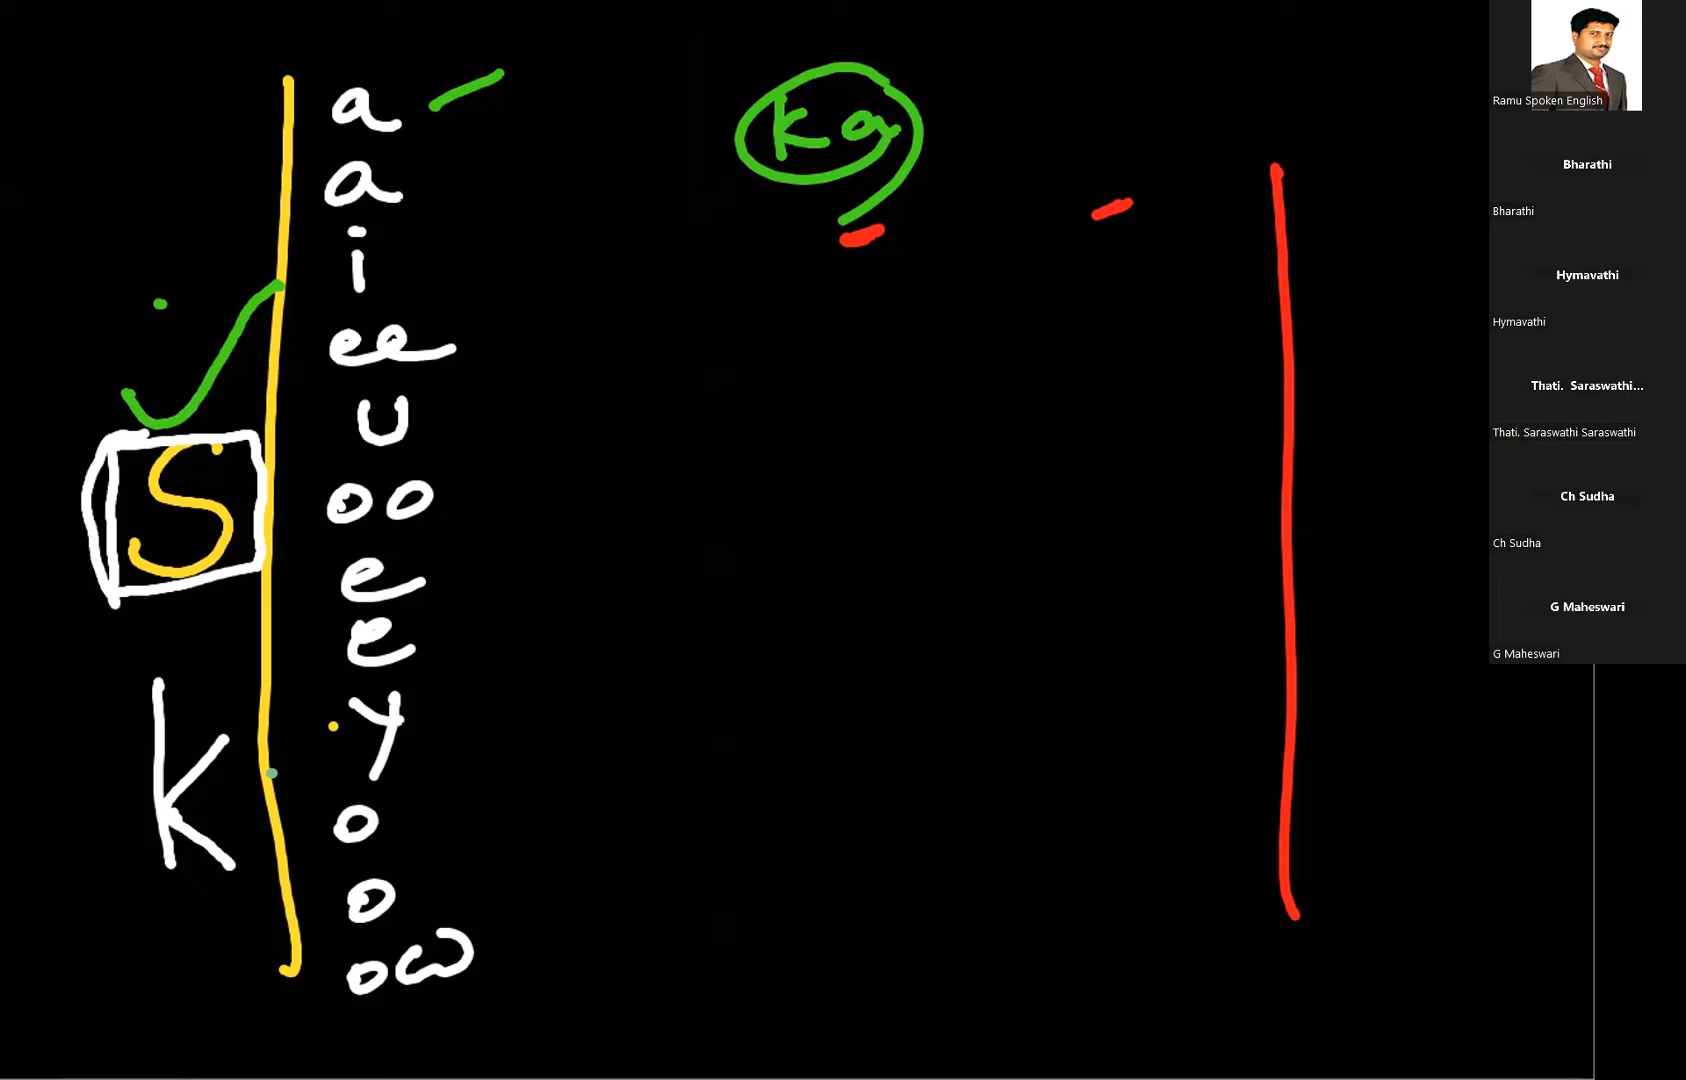 a
a
i
ee
u
oo
e
e
y
o
o
ow
S
K
Ka
Ramu Spoken English
Bharathi
Bharathi
Hymavathi
Hymavathi
Thati. Saraswathi...
Thati. Saraswathi Saraswathi
Ch Sudha
Ch Sudha
G Maheswari
G Maheswari